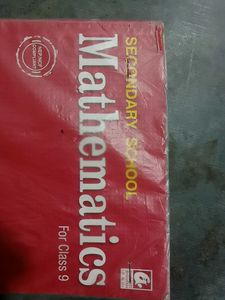 SECONDARY SCHOOL
Mathematics
For Class 9